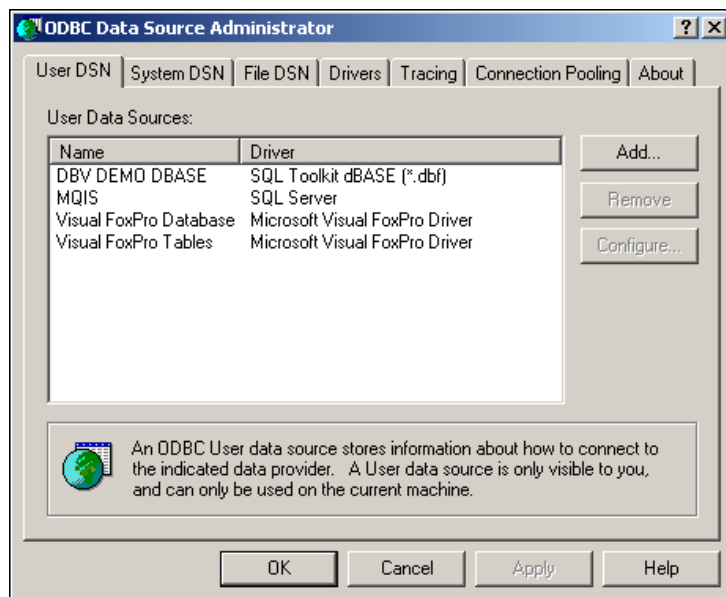 ODBC Data Source Administrator
User DSN System DSN File DSN Drivers Tracing Connection Pooling About
User Data Sources:
Name Driver
DBV DEMO DBASE SQL Toolkit dBASE (*.dbf)
MQIS SQL Server
Visual FoxPro Database Microsoft Visual FoxPro Driver
Visual FoxPro Tables Microsoft Visual FoxPro Driver
Add...
Remove
Configure...
An ODBC User data source stores information about how to connect to
the indicated data provider. A User data source is only visible to you,
and can only be used on the current machine.
OK Cancel Apply Help